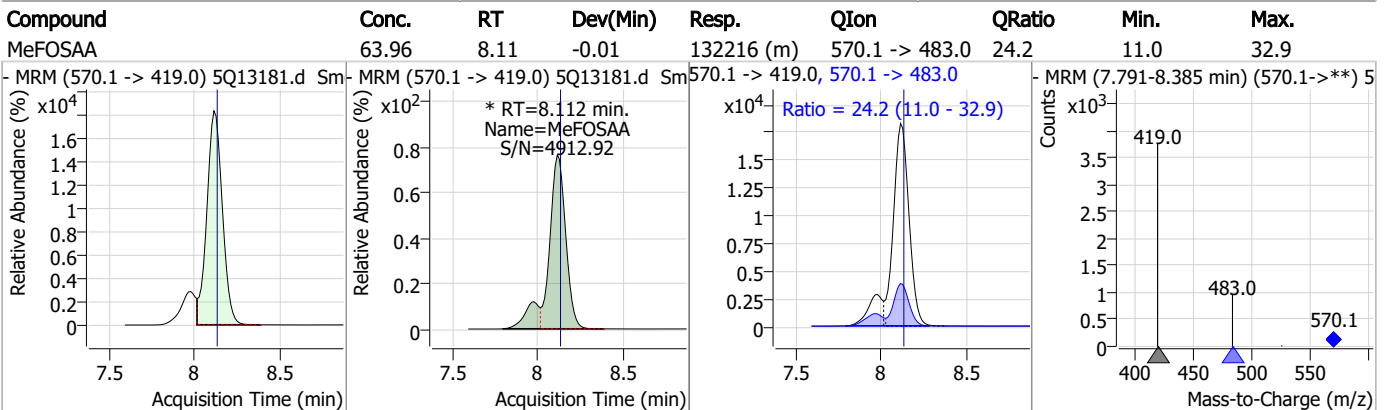 Compound Conc. RT Dev(Min) Resp. QIon QRatio Min. Max.
MeFOSAA 63.96 8.11 -0.01 132216 (m) 570.1 -> 483.0 24.2 11.0 32.9
- MRM (570.1 -> 419.0) 5Q13181.d Sm
x10⁴
1.6
1.4
1.2
1
0.8
0.6
0.4
0.2
0
Relative Abundance (%)
7.5 8 8.5
Acquisition Time (min)
- MRM (570.1 -> 419.0) 5Q13181.d Sm
x10²
* RT=8.112 min.
Name=MeFOSAA
S/N=4912.92
0.8
0.6
0.4
0.2
0
Relative Abundance (%)
7.5 8 8.5
Acquisition Time (min)
570.1 -> 419.0, 570.1 -> 483.0
x10⁴
Ratio = 24.2 (11.0 - 32.9)
1.5
1.25
1
0.75
0.5
0.25
0
7.5 8 8.5
Acquisition Time (min)
- MRM (7.791-8.385 min) (570.1->**) 5
x10³
Counts
419.0
483.0
570.1
3.5
3
2.5
2
1.5
1
0.5
0
400 450 500 550
Mass-to-Charge (m/z)